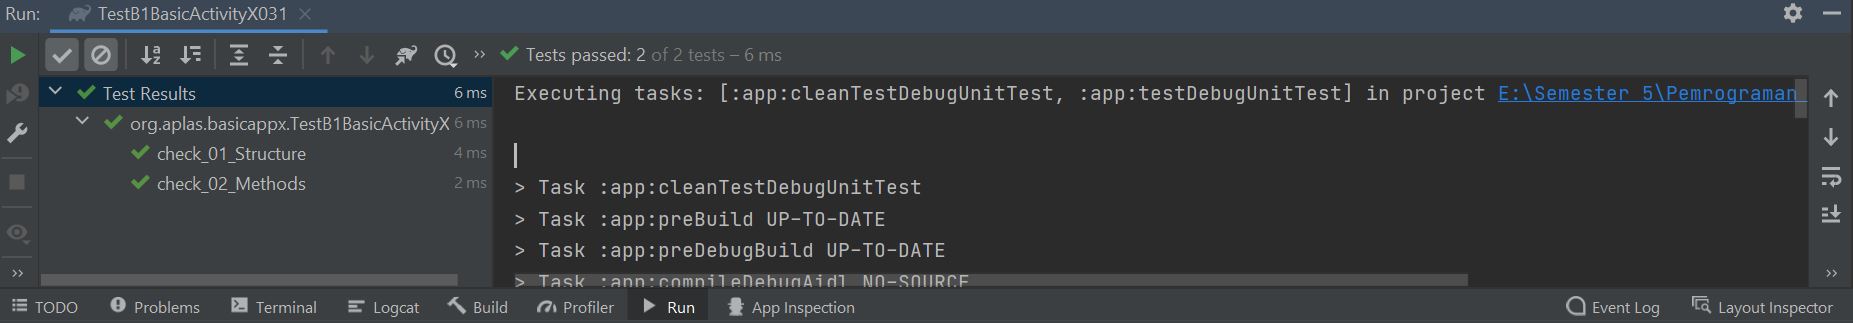 Run: TestB1BasicActivityX031
Tests passed: 2 of 2 tests – 6 ms
Test Results 6 ms
org.aplas.basicappx.TestB1BasicActivityX 6 ms
check_01_Structure 4 ms
check_02_Methods 2 ms
Executing tasks: [:app:cleanTestDebugUnitTest, :app:testDebugUnitTest] in project E:\Semester 5\Pemrograman
> Task :app:cleanTestDebugUnitTest
> Task :app:preBuild UP-TO-DATE
> Task :app:preDebugBuild UP-TO-DATE
> Task :app:compileDebugAidl NO-SOURCE
TODO Problems Terminal Logcat Build Profiler Run App Inspection Event Log Layout Inspector